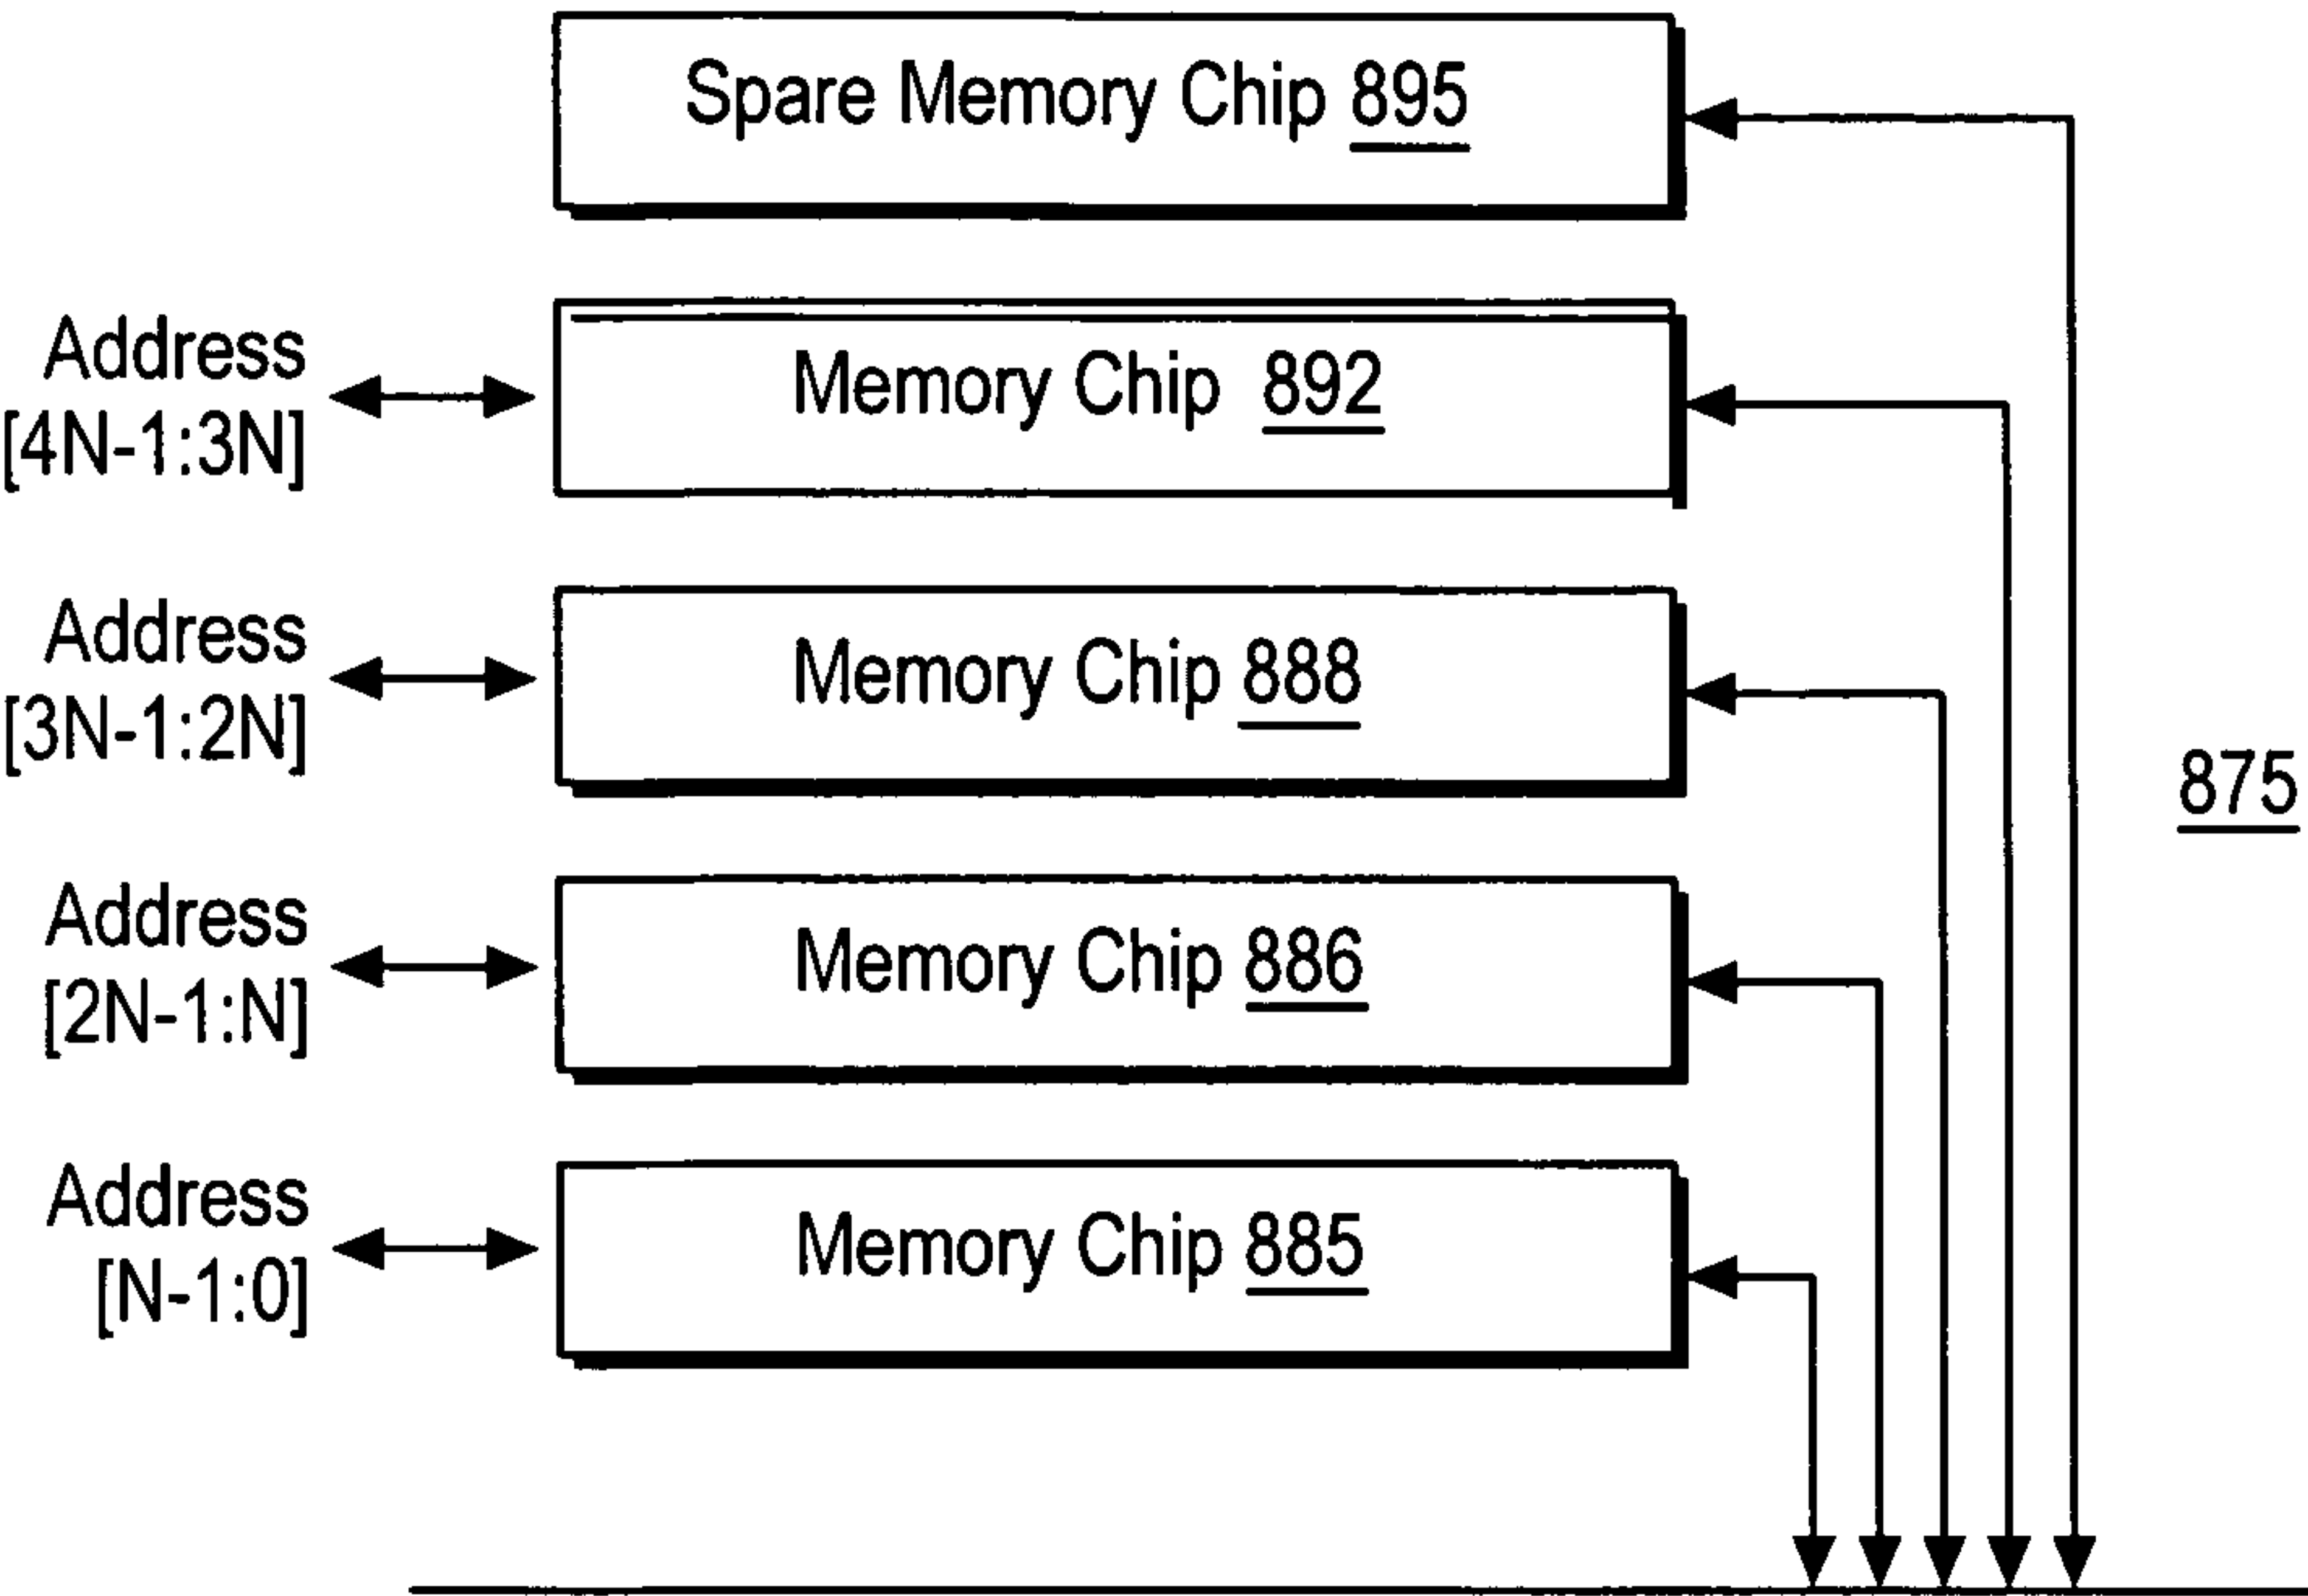 Spare Memory Chip 895
Address
[4N-1:3N]
Memory Chip 892
Address
[3N-1:2N]
Memory Chip 888
875
Address
[2N-1:N]
Memory Chip 886
Address
[N-1:0]
Memory Chip 885